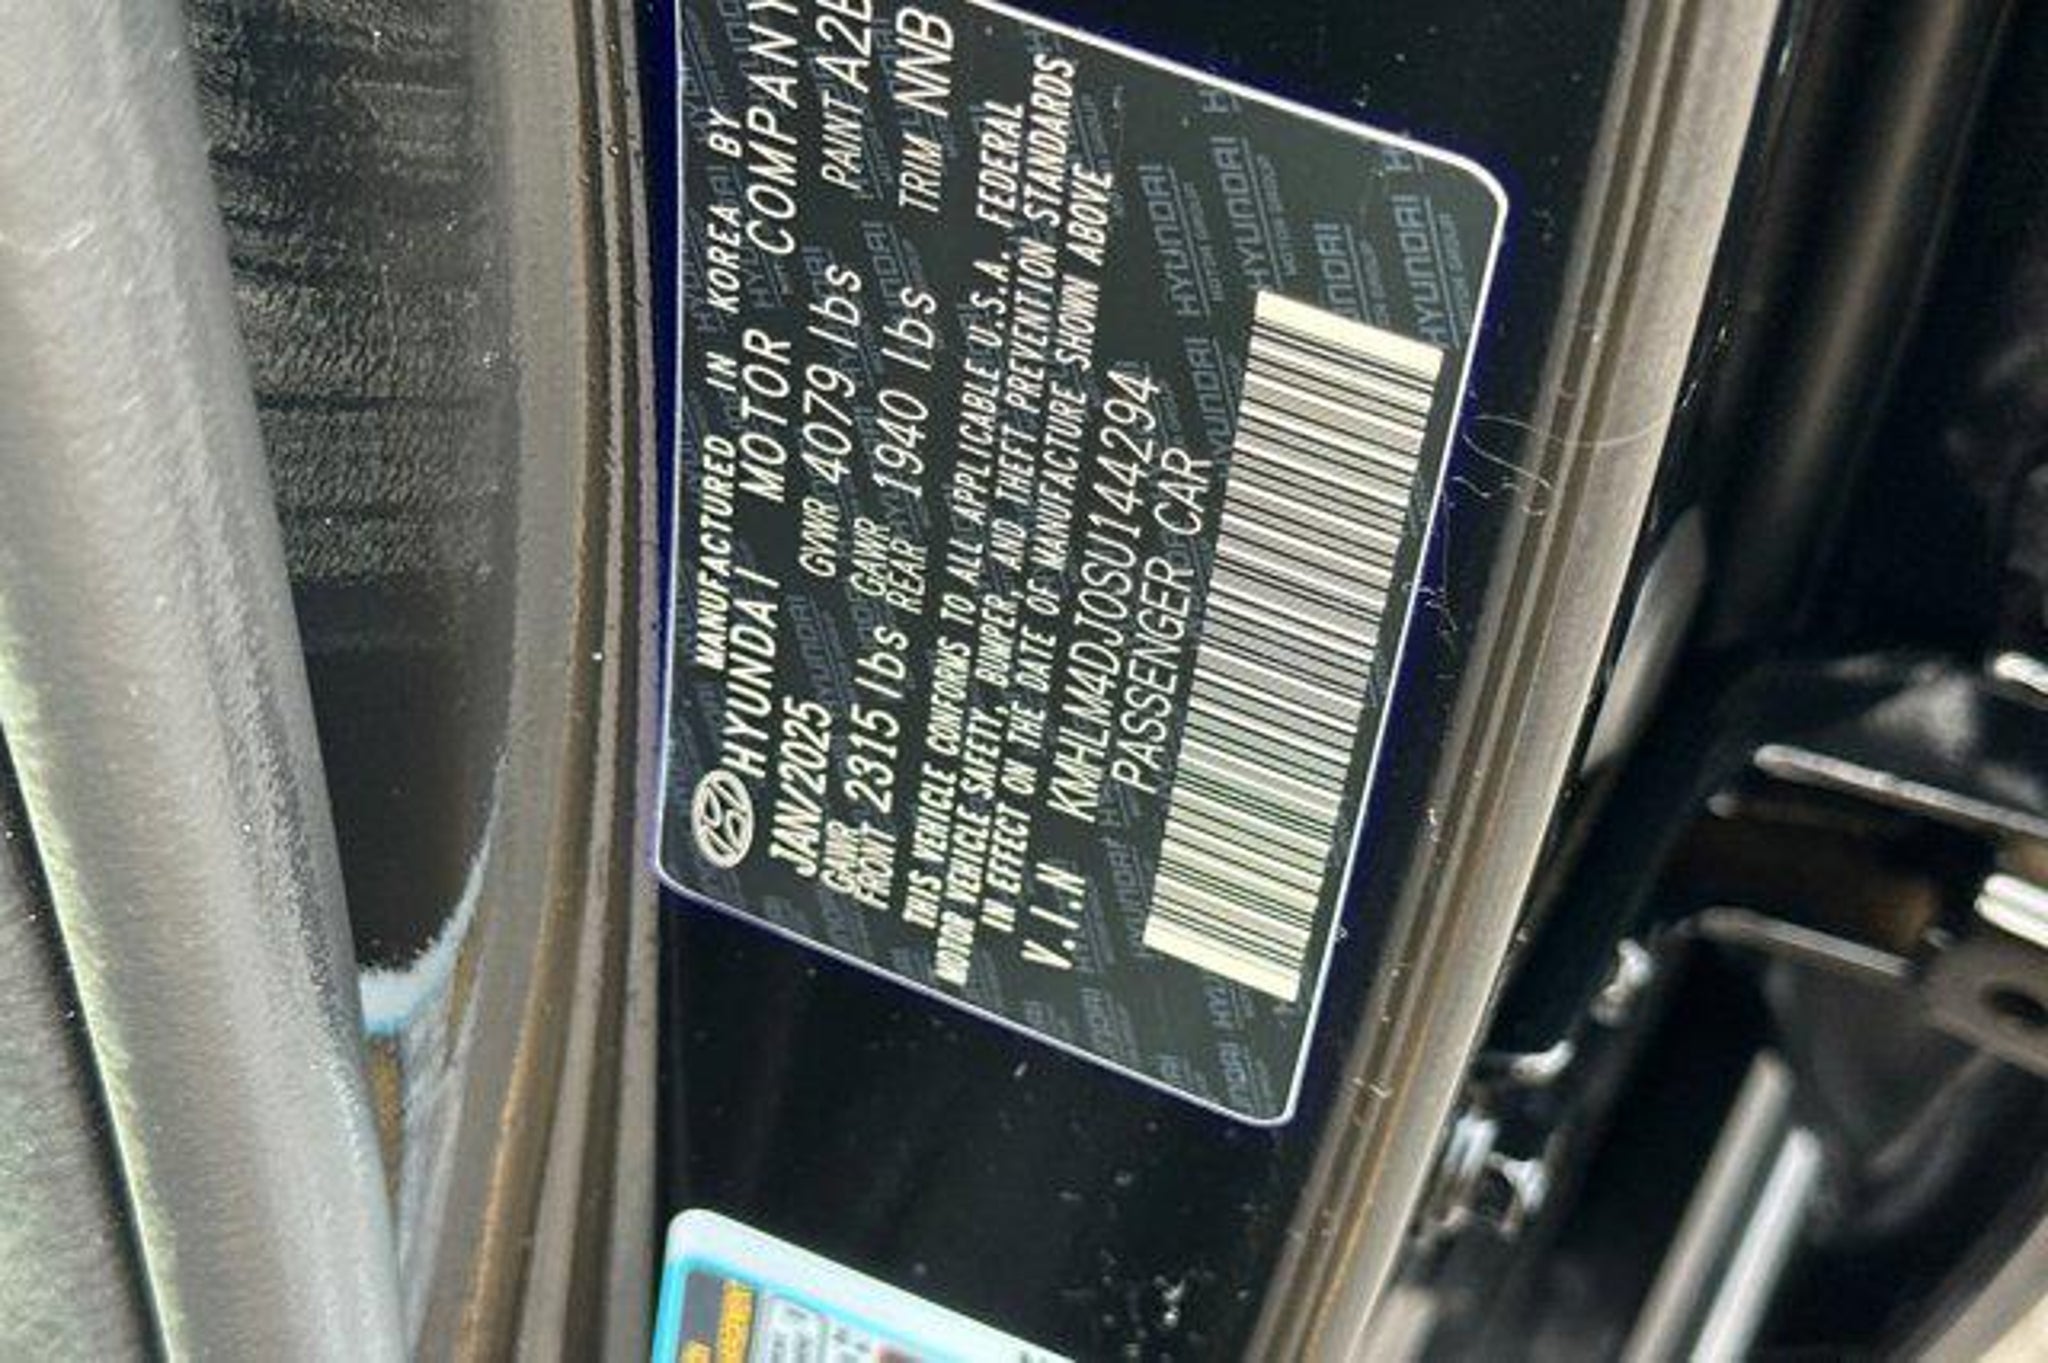 MANUFACTURED IN KOREA BY
HYUNDAI MOTOR COMPANY
JAN/2025 GVWR 4079 lbs PAINT A2B
GAWR FRONT 2315 lbs GAWR REAR 1940 lbs TRIM NNB
THIS VEHICLE CONFORMS TO ALL APPLICABLE U.S.A. FEDERAL
MOTOR VEHICLE SAFETY, BUMPER, AND THEFT PREVENTION STANDARDS
IN EFFECT ON THE DATE OF MANUFACTURE SHOWN ABOVE
V.I.N KMHLM4DJ0SU144294
PASSENGER CAR